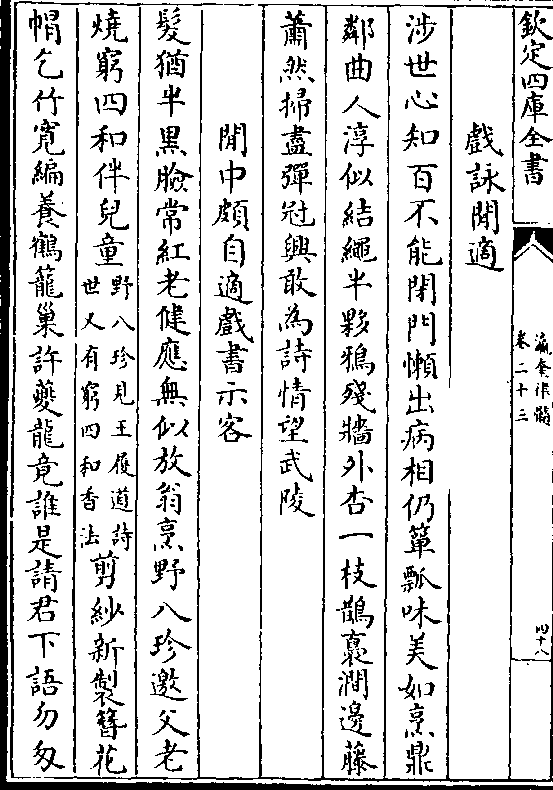 欽定四庫全書
瀛奎律髓
卷二十三
四十八
戲詠閒適
涉世心知百不能閉門懶出病相仍簞瓢味美如烹鼎
鄰曲人淳似結繩半夥鴉殘牆外杏一枝鵲裊澗邊藤
蕭然掃盡彈冠興敢為詩情望武陵
閒中頗自適戲書示客
髮猶半黑臉常紅老健應無似放翁烹野八珍邀父老
燒窮四和伴兒童野八珍見王履道詩世又有窮四和香法剪紗新製簪花
帽乞竹寬編養鶴籠巢許夔龍竟誰是請君下語勿匆